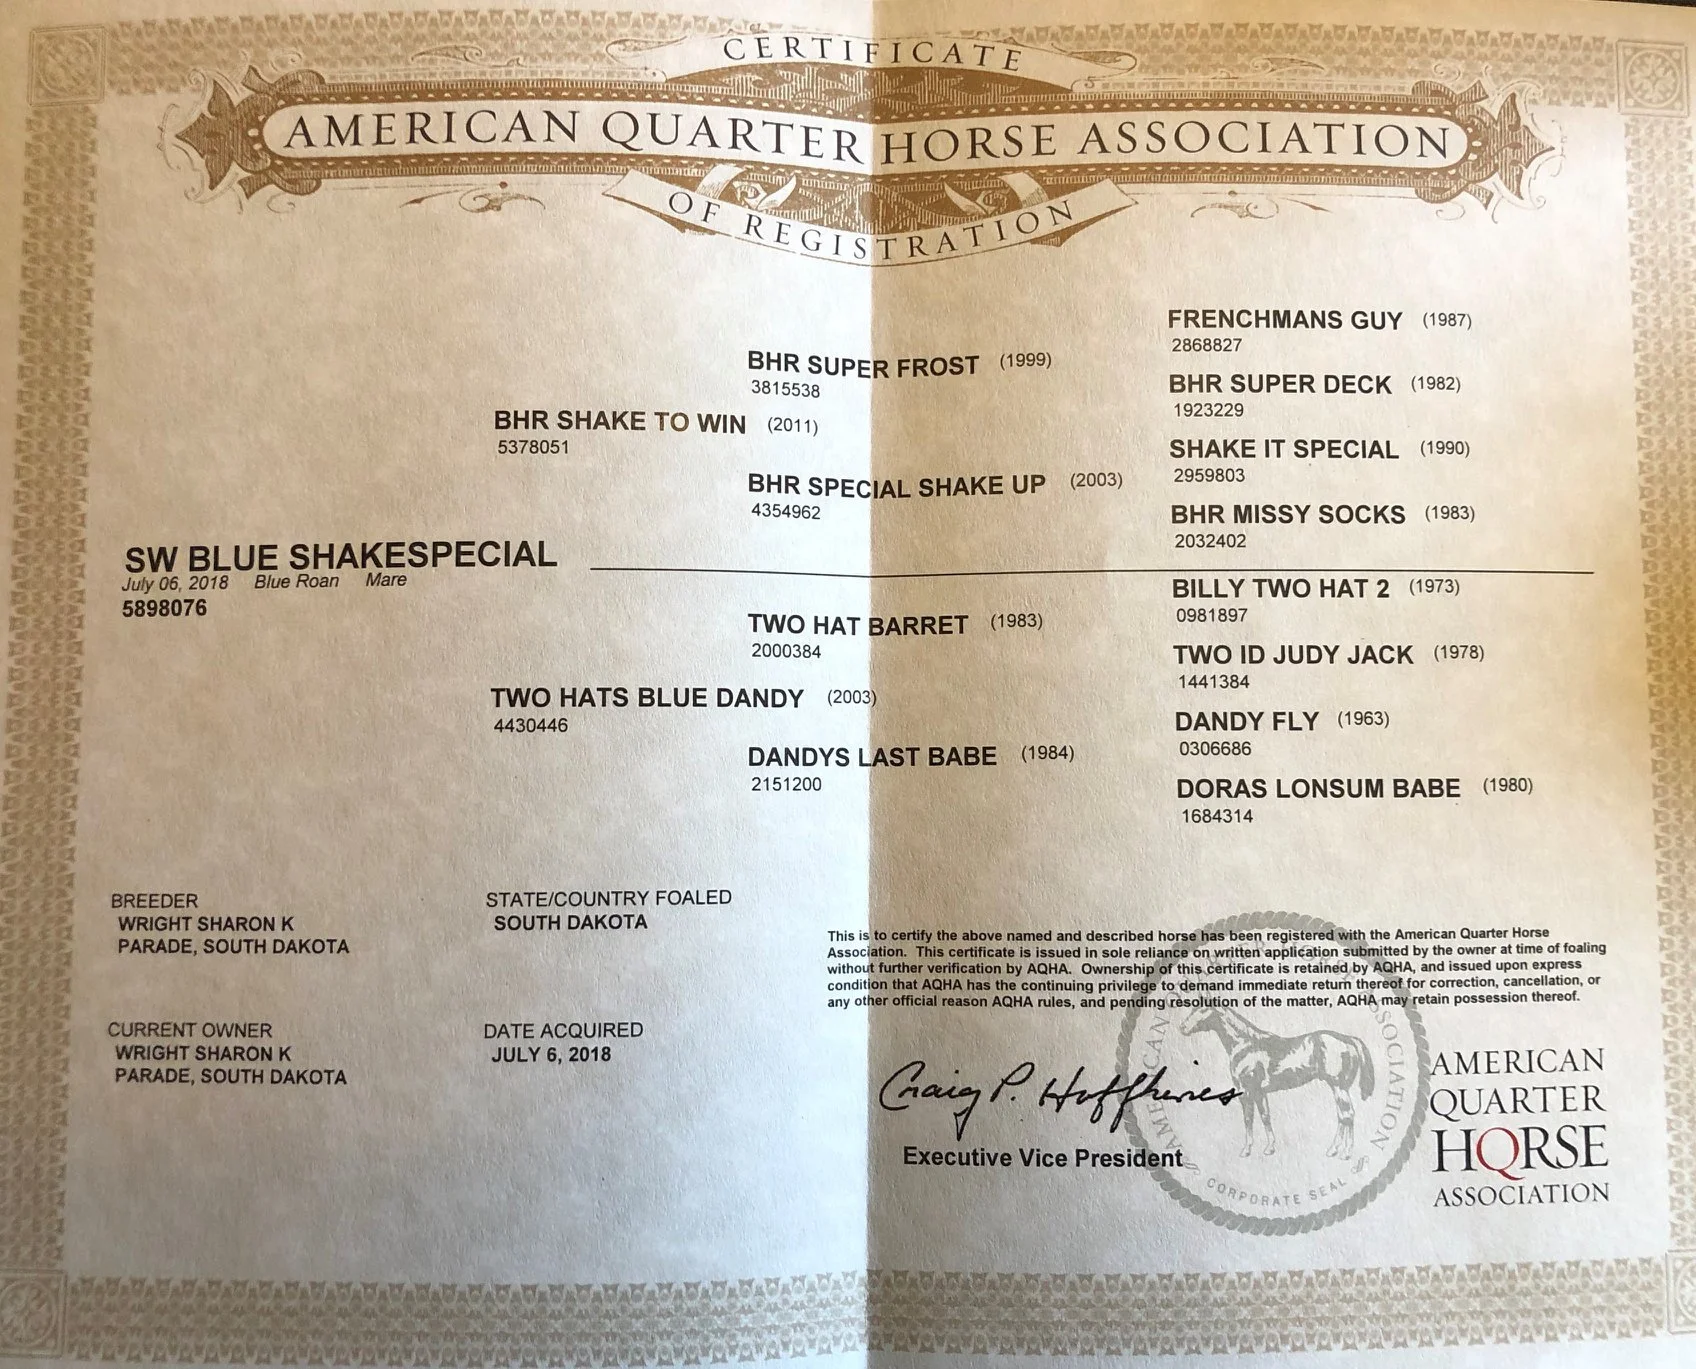 CERTIFICATE
AMERICAN QUARTER HORSE ASSOCIATION
OF REGISTRATION
FRENCHMANS GUY (1987)
2868827
BHR SUPER FROST (1999)
3815538
BHR SUPER DECK (1982)
1923229
BHR SHAKE TO WIN (2011)
5378051
SHAKE IT SPECIAL (1990)
2959803
BHR SPECIAL SHAKE UP (2003)
4354962
BHR MISSY SOCKS (1983)
2032402
SW BLUE SHAKESPECIAL
July 06, 2018 Blue Roan Mare
5898076
BILLY TWO HAT 2 (1973)
0981897
TWO HAT BARRET (1983)
2000384
TWO ID JUDY JACK (1978)
1441384
TWO HATS BLUE DANDY (2003)
4430446
DANDY FLY (1963)
0306686
DANDYS LAST BABE (1984)
2151200
DORAS LONSUM BABE (1980)
1684314
BREEDER
WRIGHT SHARON K
PARADE, SOUTH DAKOTA
STATE/COUNTRY FOALED
SOUTH DAKOTA
CURRENT OWNER
WRIGHT SHARON K
PARADE, SOUTH DAKOTA
DATE ACQUIRED
JULY 6, 2018
This is to certify the above named and described horse has been registered with the American Quarter Horse
Association. This certificate is issued in sole reliance on written application submitted by the owner at time of foaling
without further verification by AQHA. Ownership of this certificate is retained by AQHA, and issued upon express
condition that AQHA has the continuing privilege to demand immediate return thereof for correction, cancellation, or
any other official reason AQHA rules, and pending resolution of the matter, AQHA may retain possession thereof.
Craig P. Huffhines
Executive Vice President
AMERICAN QUARTER HORSE ASSOCIATION
CORPORATE SEAL
AMERICAN
QUARTER
HORSE
ASSOCIATION